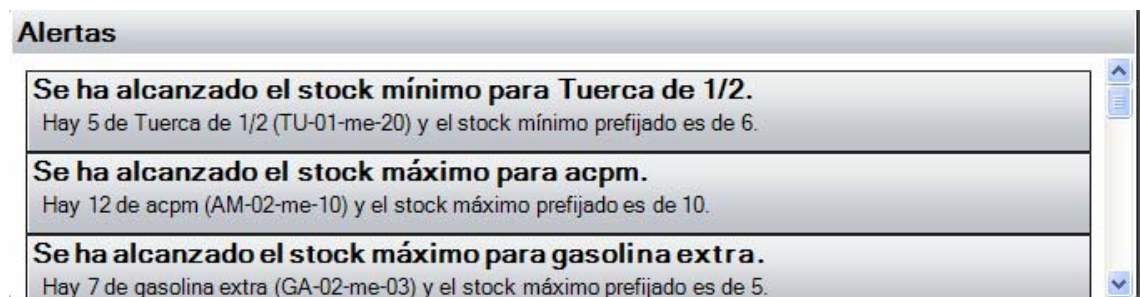 Alertas
Se ha alcanzado el stock mínimo para Tuerca de 1/2.
Hay 5 de Tuerca de 1/2 (TU-01-me-20) y el stock mínimo prefijado es de 6.
Se ha alcanzado el stock máximo para acpm.
Hay 12 de acpm (AM-02-me-10) y el stock máximo prefijado es de 10.
Se ha alcanzado el stock máximo para gasolina extra.
Hay 7 de gasolina extra (GA-02-me-03) y el stock máximo prefijado es de 5.